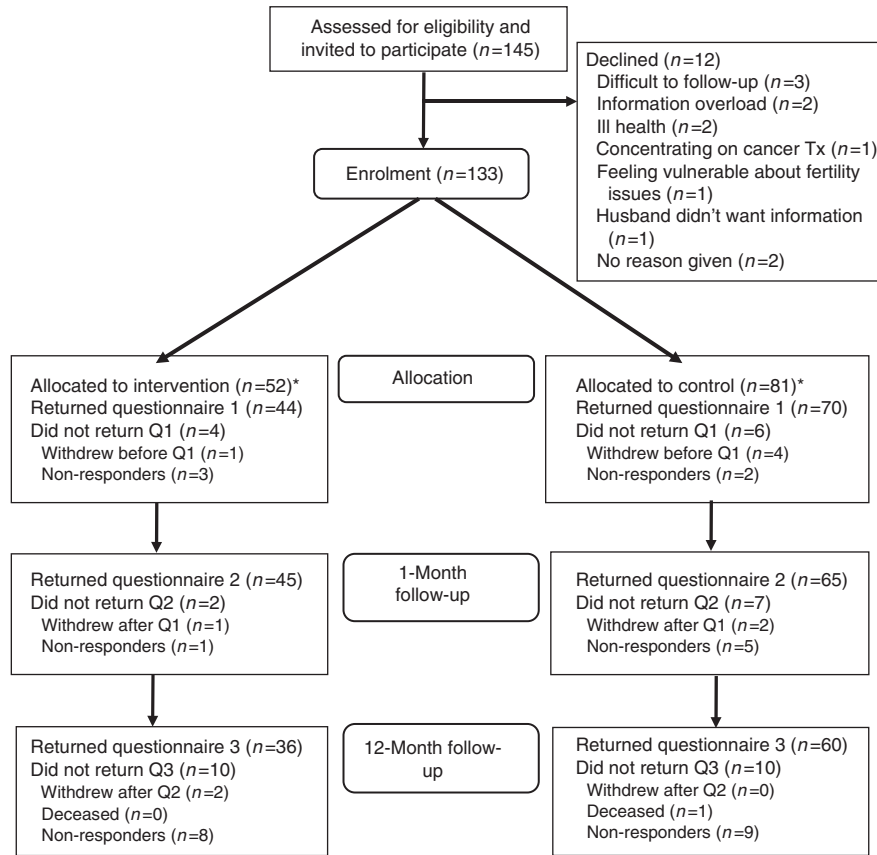 Assessed for eligibility and
invited to participate (n=145)
Declined (n=12)
Difficult to follow-up (n=3)
Information overload (n=2)
Ill health (n=2)
Concentrating on cancer Tx (n=1)
Feeling vulnerable about fertility
issues (n=1)
Husband didn't want information
(n=1)
No reason given (n=2)
Enrolment (n=133)
Allocated to intervention (n=52)*
Returned questionnaire 1 (n=44)
Did not return Q1 (n=4)
Withdrew before Q1 (n=1)
Non-responders (n=3)
Allocation
Allocated to control (n=81)*
Returned questionnaire 1 (n=70)
Did not return Q1 (n=6)
Withdrew before Q1 (n=4)
Non-responders (n=2)
Returned questionnaire 2 (n=45)
Did not return Q2 (n=2)
Withdrew after Q1 (n=1)
Non-responders (n=1)
1-Month
follow-up
Returned questionnaire 2 (n=65)
Did not return Q2 (n=7)
Withdrew after Q1 (n=2)
Non-responders (n=5)
Returned questionnaire 3 (n=36)
Did not return Q3 (n=10)
Withdrew after Q2 (n=2)
Deceased (n=0)
Non-responders (n=8)
12-Month follow-
up
Returned questionnaire 3 (n=60)
Did not return Q3 (n=10)
Withdrew after Q2 (n=0)
Deceased (n=1)
Non-responders (n=9)